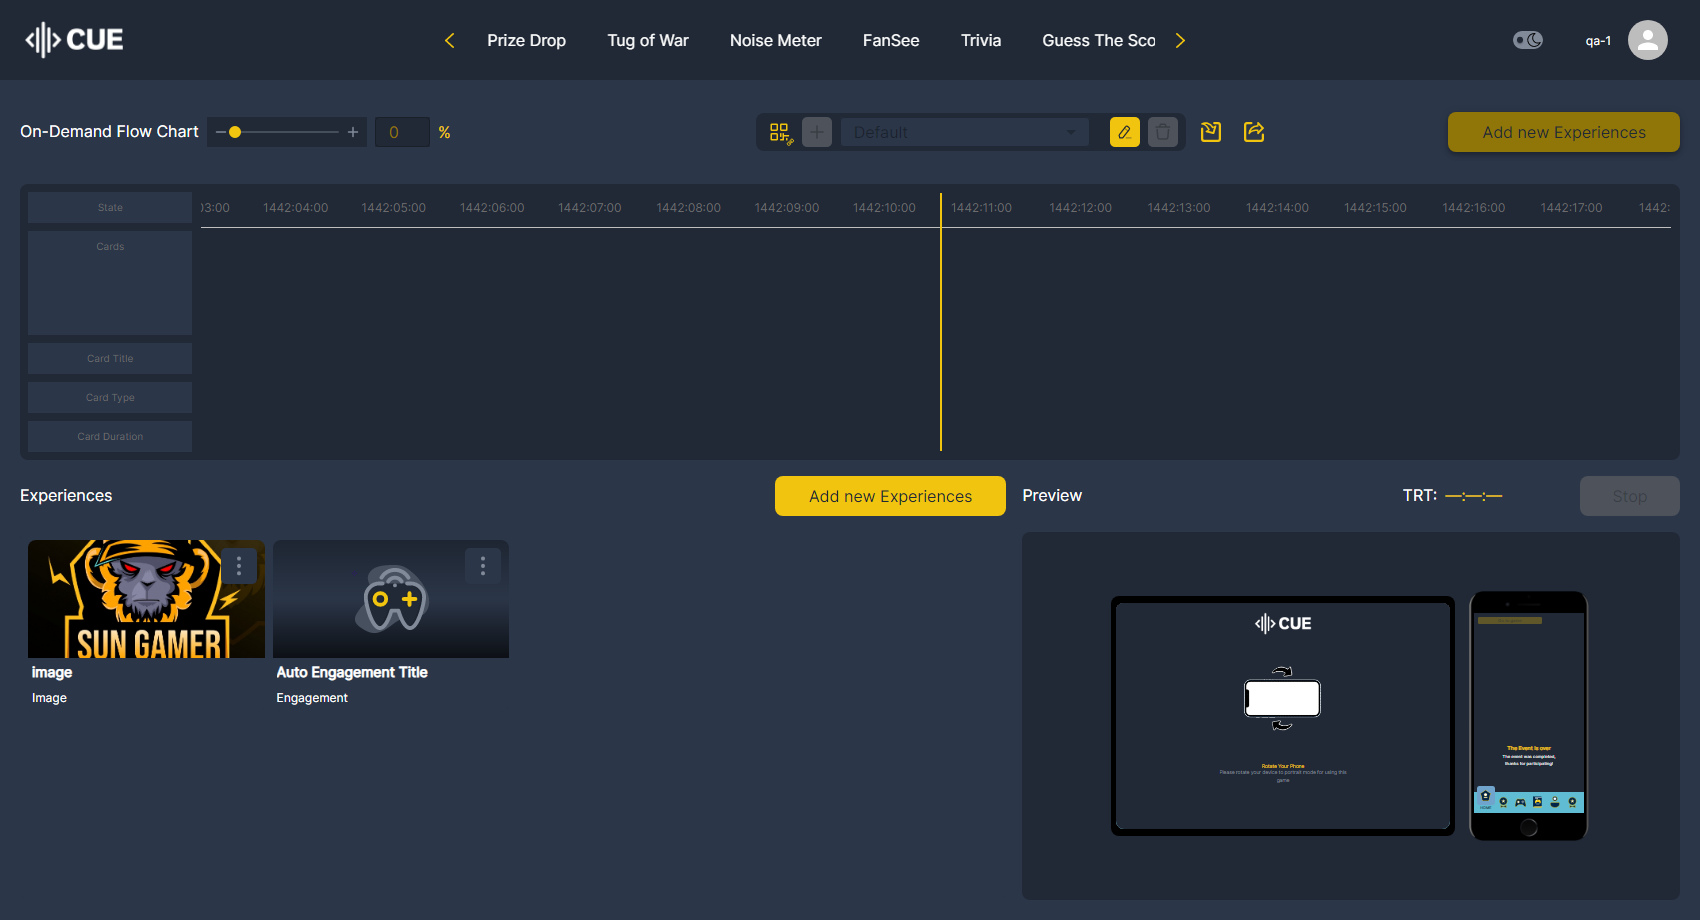 CUE
Prize Drop
Tug of War
Noise Meter
FanSee
Trivia
Guess The Sco
qa-1
On-Demand Flow Chart
0
%
Default
Add new Experiences
State
03:00
1442:04:00
1442:05:00
1442:06:00
1442:07:00
1442:08:00
1442:09:00
1442:10:00
1442:11:00
1442:12:00
1442:13:00
1442:14:00
1442:15:00
1442:16:00
1442:17:00
1442:
Cards
Card Title
Card Type
Card Duration
Experiences
Add new Experiences
Preview
TRT: —:—:—
Stop
SUN GAMER
image
Image
Auto Engagement Title
Engagement
CUE
Rotate Your Phone
Please rotate your device to portrait mode for using this
game
The Event is over
The event was completed,
thanks for participating!
HOME